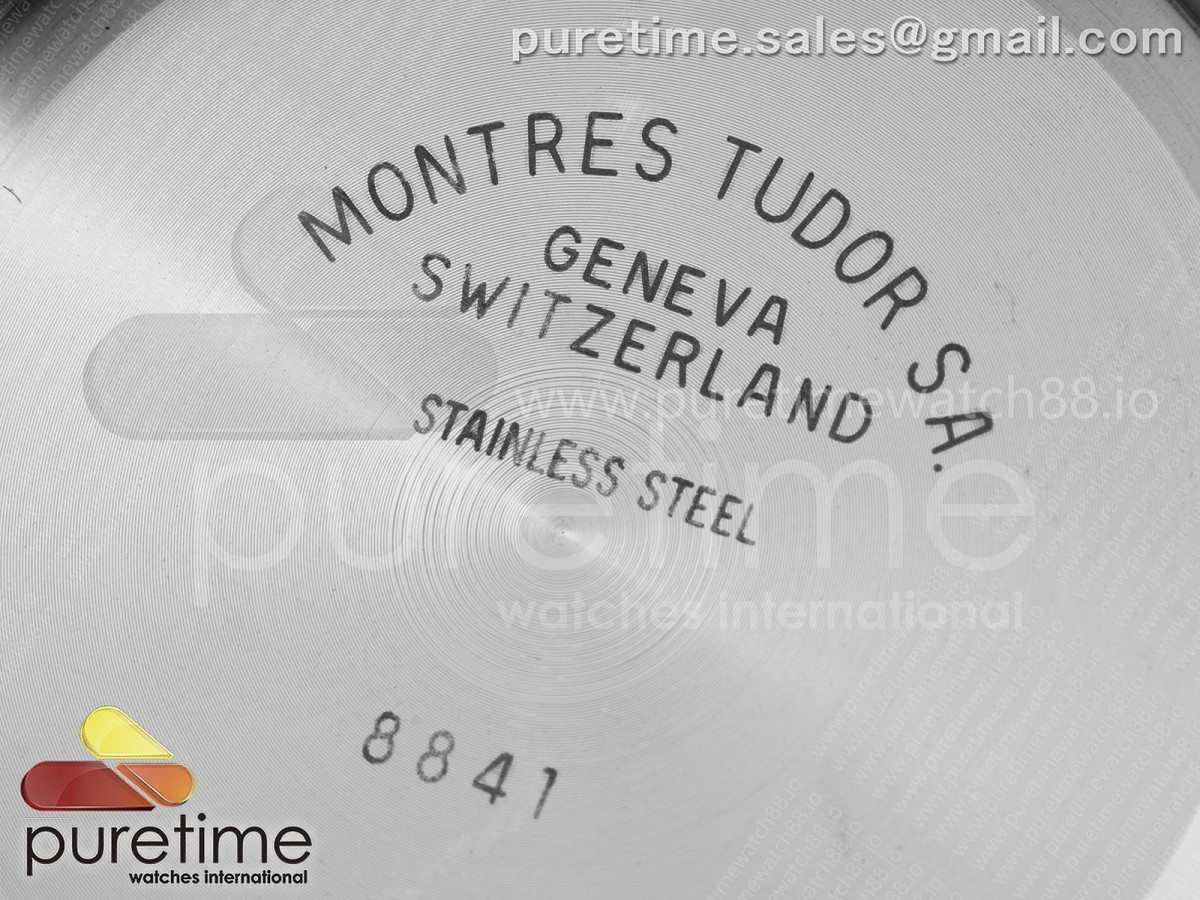 puretime.sales@gmail.com
MONTRES TUDOR S.A.
GENEVA
SWITZERLAND
www.puretimewatch88.io
STAINLESS STEEL
puretime
watches international
8841
puretime
watches international